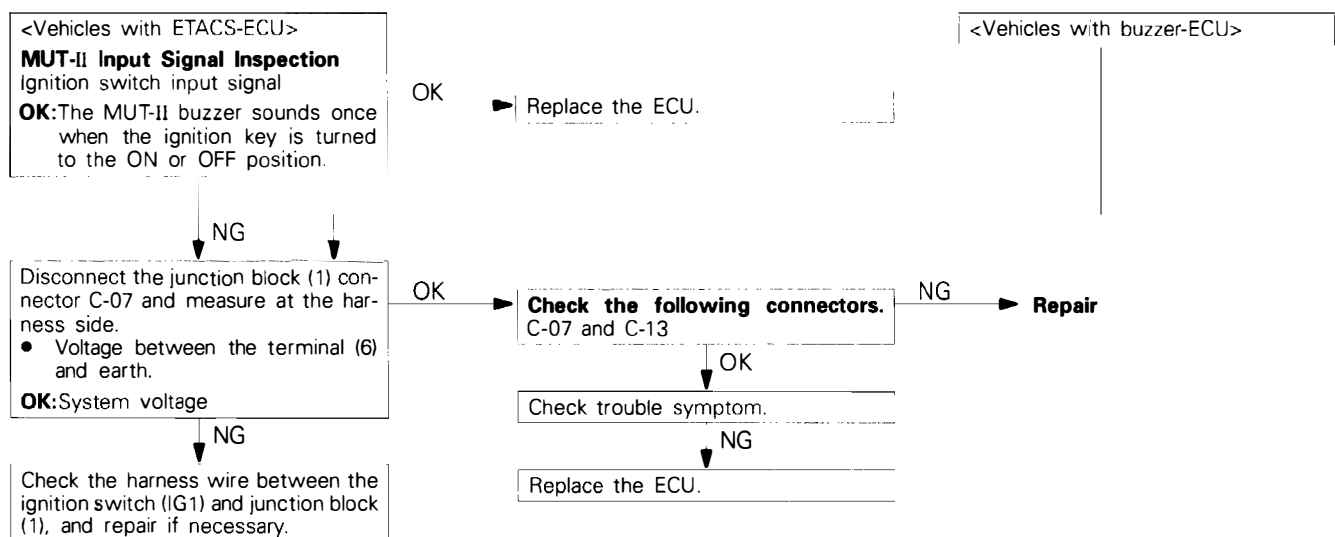 <Vehicles with ETACS-ECU>
MUT-II Input Signal Inspection
Ignition switch input signal
OK:The MUT-II buzzer sounds once
when the ignition key is turned
to the ON or OFF position.
OK
Replace the ECU.
<Vehicles with buzzer-ECU>
NG
Disconnect the junction block (1) con-
nector C-07 and measure at the har-
ness side.
● Voltage between the terminal (6)
and earth.
OK:System voltage
OK
Check the following connectors.
C-07 and C-13
NG
Repair
OK
Check trouble symptom.
NG
Replace the ECU.
NG
Check the harness wire between the
ignition switch (IG1) and junction block
(1), and repair if necessary.